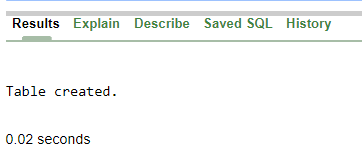 Results Explain Describe Saved SQL History
Table created.
0.02 seconds